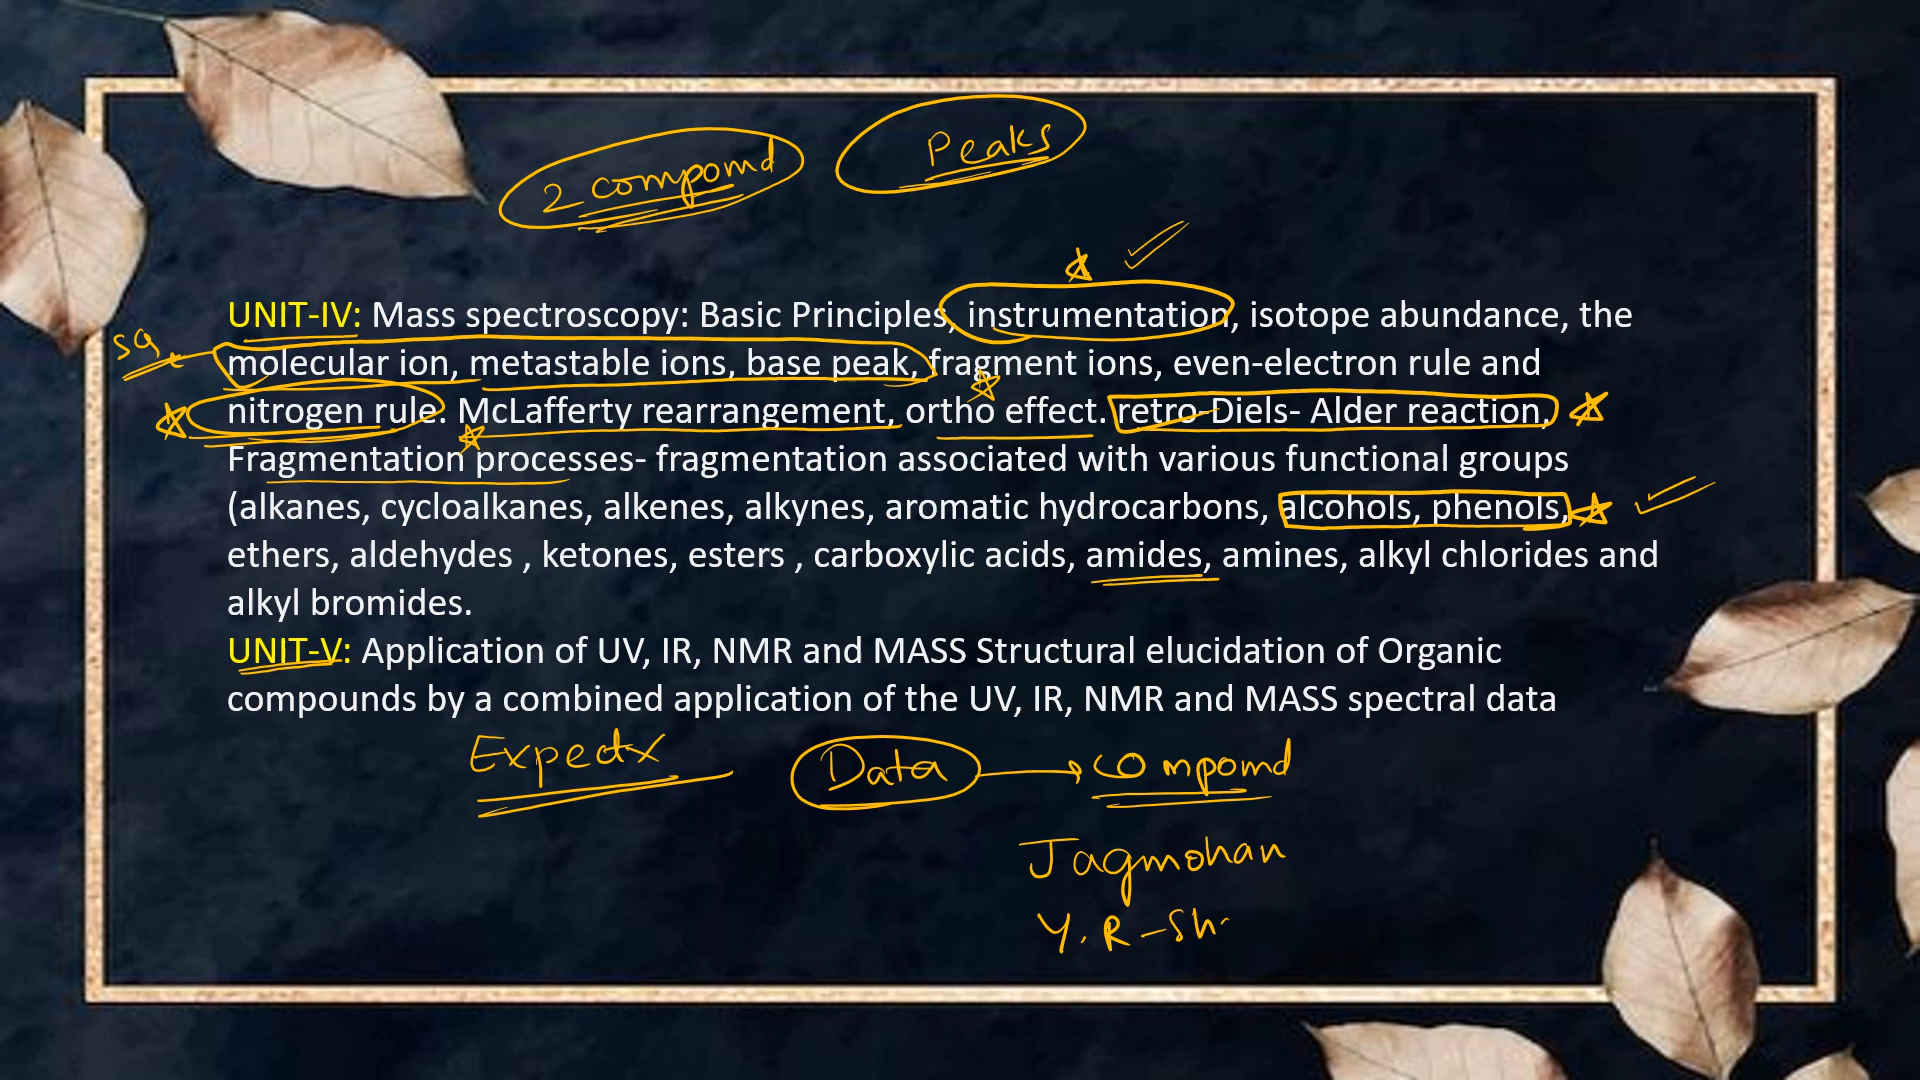 2 compound
Peaks
UNIT-IV: Mass spectroscopy: Basic Principles, instrumentation, isotope abundance, the
SQ
molecular ion, metastable ions, base peak, fragment ions, even-electron rule and
nitrogen rule. McLafferty rearrangement, ortho effect. retro-Diels- Alder reaction,
Fragmentation processes- fragmentation associated with various functional groups
(alkanes, cycloalkanes, alkenes, alkynes, aromatic hydrocarbons, alcohols, phenols,
ethers, aldehydes , ketones, esters , carboxylic acids, amides, amines, alkyl chlorides and
alkyl bromides.
UNIT-V: Application of UV, IR, NMR and MASS Structural elucidation of Organic
compounds by a combined application of the UV, IR, NMR and MASS spectral data
Data → compound
Jagmohan
Y.R-Sh